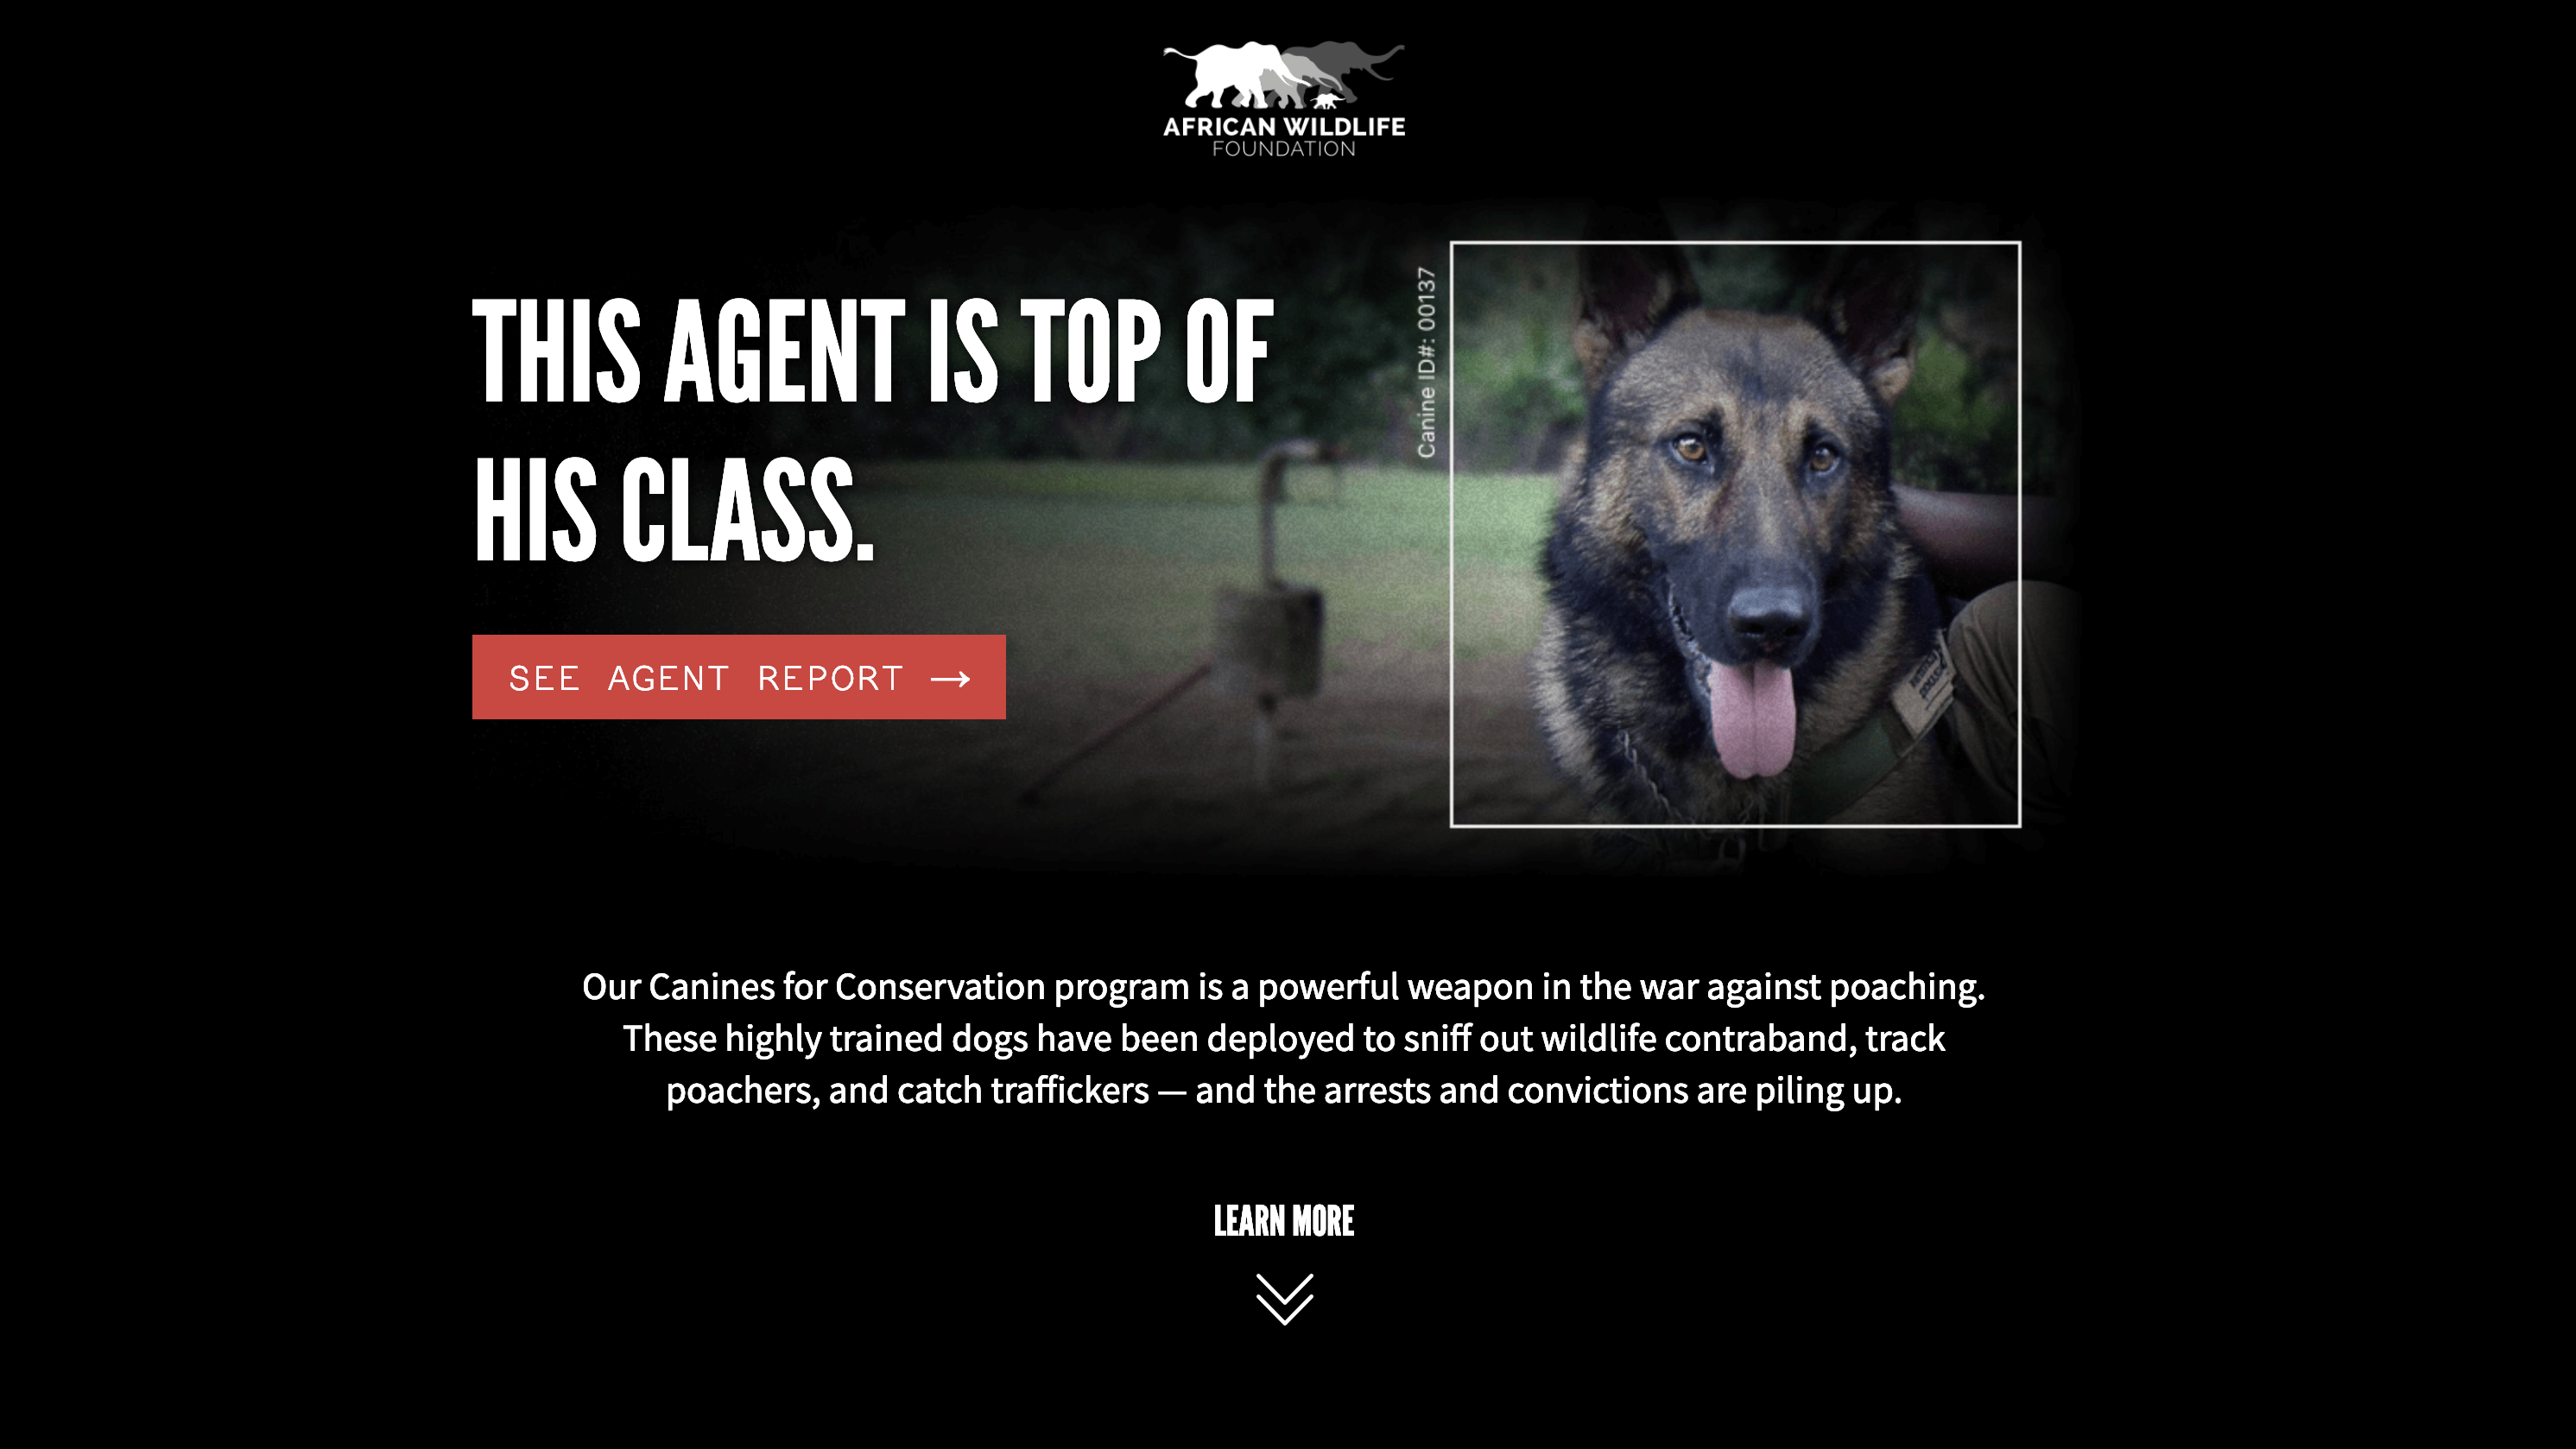 AFRICAN WILDLIFE
FOUNDATION
THIS AGENT IS TOP OF
HIS CLASS.
SEE AGENT REPORT →
Canine ID#: 00137
Our Canines for Conservation program is a powerful weapon in the war against poaching.
These highly trained dogs have been deployed to sniff out wildlife contraband, track
poachers, and catch traffickers — and the arrests and convictions are piling up.
LEARN MORE